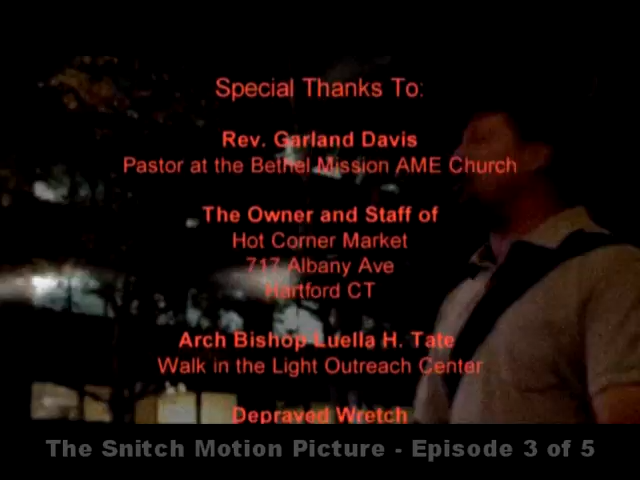 Special Thanks To:
Rev. Garland Davis
Pastor at the Bethel Mission AME Church
The Owner and Staff of
Hot Corner Market
717 Albany Ave
Hartford CT
Arch Bishop Luella H. Tate
Walk in the Light Outreach Center
Depraved Wretch
The Snitch Motion Picture - Episode 3 of 5